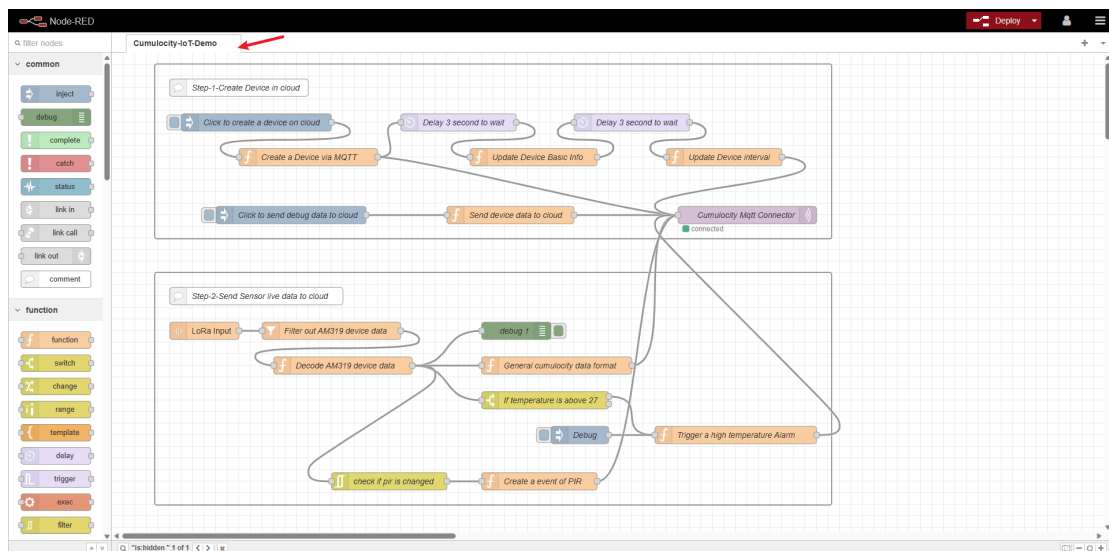 Node-RED
Deploy
filter nodes
Cumulocity-IoT-Demo
common
inject
debug
complete
catch
status
link in
link call
link out
comment
function
function
switch
change
range
template
delay
trigger
exec
filter
Step-1-Create Device in cloud
Click to create a device on cloud
Delay 3 second to wait
Delay 3 second to wait
Create a Device via MQTT
Update Device Basic Info
Update Device interval
Click to send debug data to cloud
Send device data to cloud
Cumulocity Mqtt Connector
connected
Step-2-Send Sensor live data to cloud
LoRa Input
Filter out AM319 device data
debug 1
Decode AM319 device data
General cumulocity data format
If temperature is above 27
Debug
Trigger a high temperature Alarm
check if pir is changed
Create a event of PIR
"is:hidden " 1 of 1